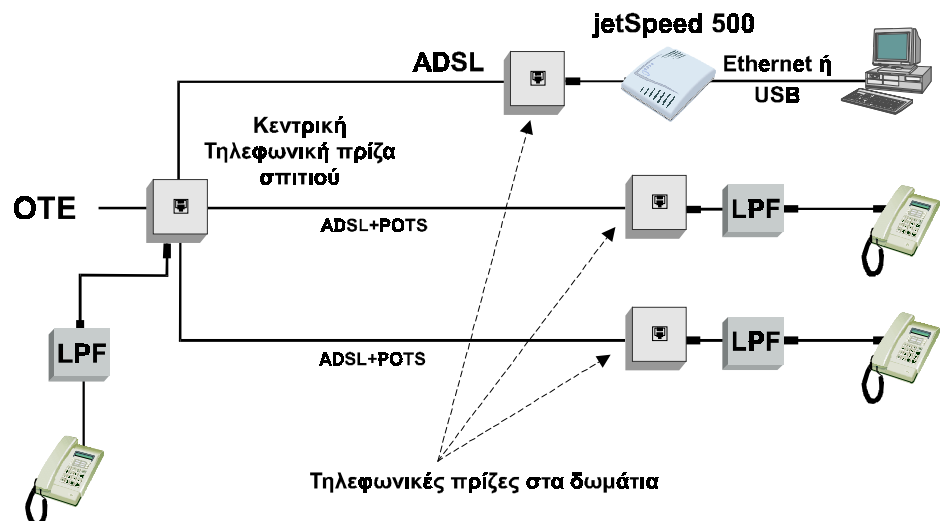 jetSpeed 500
ADSL
Ethernet ή
USB
Κεντρική
Τηλεφωνική πρίζα
σπιτιού
OTE
ADSL+POTS
LPF
LPF
ADSL+POTS
LPF
Τηλεφωνικές πρίζες στα δωμάτια